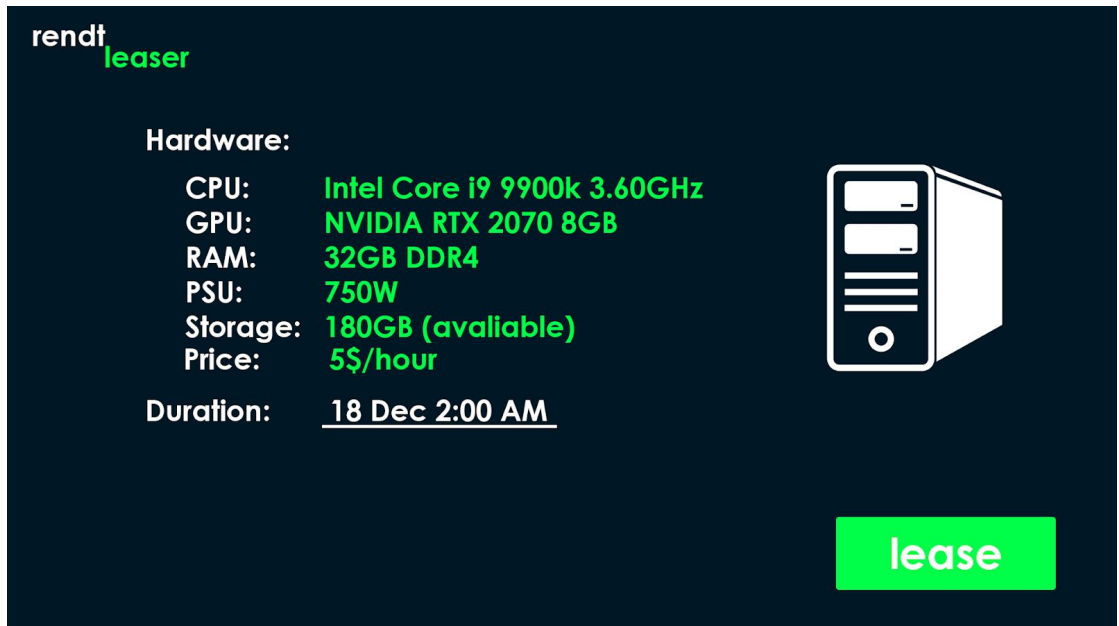 rendt
leaser
Hardware:
CPU: Intel Core i9 9900k 3.60GHz
GPU: NVIDIA RTX 2070 8GB
RAM: 32GB DDR4
PSU: 750W
Storage: 180GB (avaliable)
Price: 5$/hour
Duration: 18 Dec 2:00 AM
lease